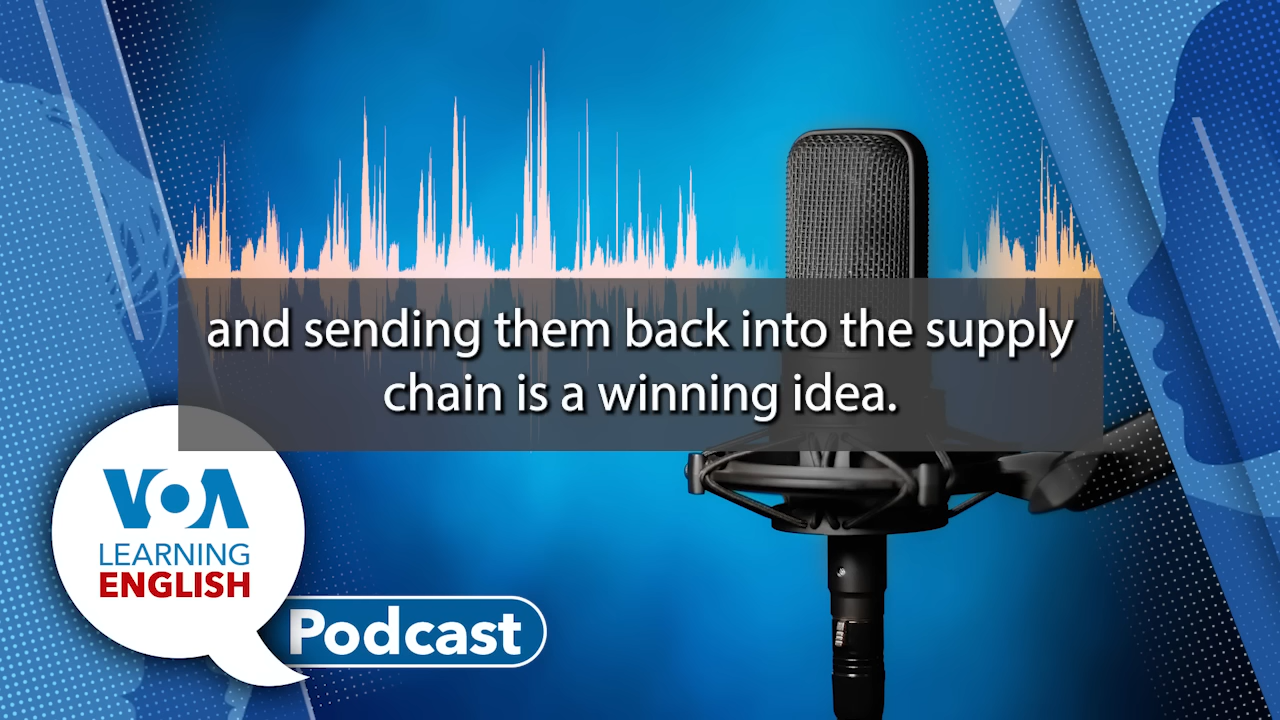 and sending them back into the supply
chain is a winning idea.
VOA
LEARNING
ENGLISH
Podcast